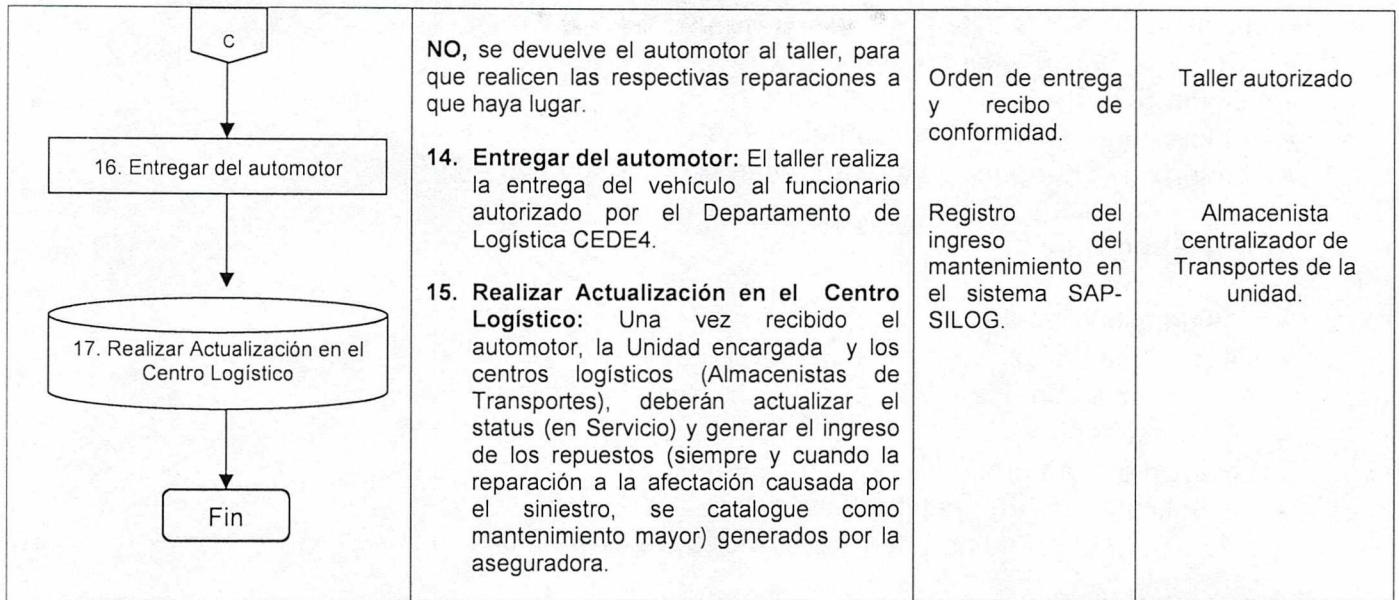 C
16. Entregar del automotor
17. Realizar Actualización en el
Centro Logístico
Fin
NO, se devuelve el automotor al taller, para
que realicen las respectivas reparaciones a
que haya lugar.
14. Entregar del automotor: El taller realiza
la entrega del vehículo al funcionario
autorizado por el Departamento de
Logística CEDE4.
15. Realizar Actualización en el Centro
Logístico: Una vez recibido el
automotor, la Unidad encargada y los
centros logísticos (Almacenistas de
Transportes), deberán actualizar el
status (en Servicio) y generar el ingreso
de los repuestos (siempre y cuando la
reparación a la afectación causada por
el siniestro, se catalogue como
mantenimiento mayor) generados por la
aseguradora.
Orden de entrega
y recibo de
conformidad.
Registro del
ingreso del
mantenimiento en
el sistema SAP-
SILOG.
Taller autorizado
Almacenista
centralizador de
Transportes de la
unidad.